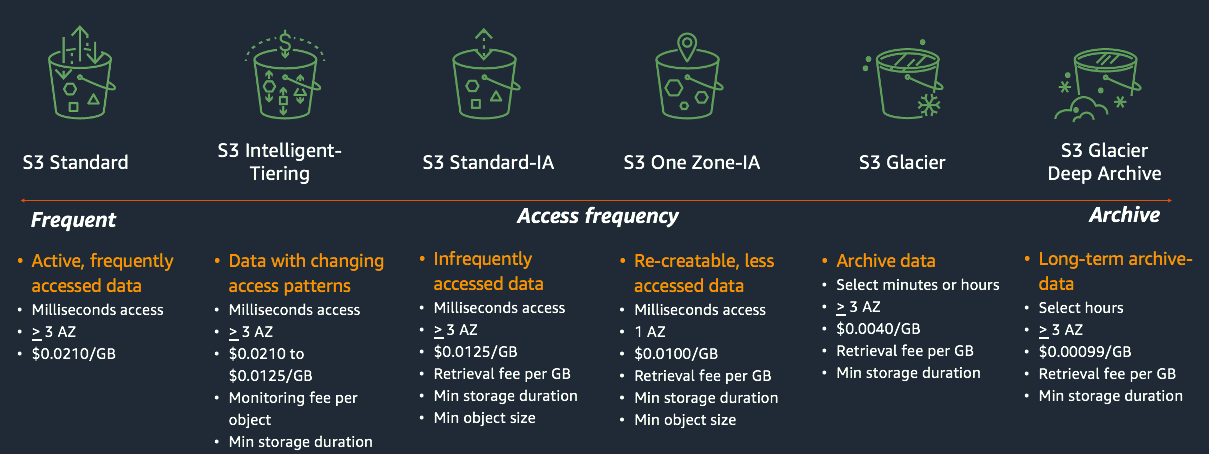 S3 Standard
S3 Intelligent-
Tiering
S3 Standard-IA
S3 One Zone-IA
S3 Glacier
S3 Glacier
Deep Archive
Frequent
Access frequency
Archive
• Active, frequently
accessed data
• Milliseconds access
• ≥ 3 AZ
• $0.0210/GB
• Data with changing
access patterns
• Milliseconds access
• ≥ 3 AZ
• $0.0210 to
$0.0125/GB
• Monitoring fee per
object
• Min storage duration
• Infrequently
accessed data
• Milliseconds access
• ≥ 3 AZ
• $0.0125/GB
• Retrieval fee per GB
• Min storage duration
• Min object size
• Re-creatable, less
accessed data
• Milliseconds access
• 1 AZ
• $0.0100/GB
• Retrieval fee per GB
• Min storage duration
• Min object size
• Archive data
• Select minutes or hours
• ≥ 3 AZ
• $0.0040/GB
• Retrieval fee per GB
• Min storage duration
• Long-term archive-
data
• Select hours
• ≥ 3 AZ
• $0.00099/GB
• Retrieval fee per GB
• Min storage duration